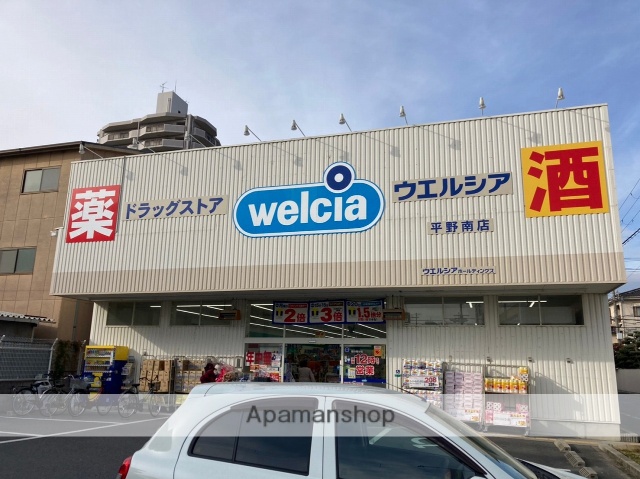 薬
ドラッグストア
welcia
ウエルシア
平野南店
酒
ウエルシアホールディングス
2倍
3倍
1.5倍
Apamanshop